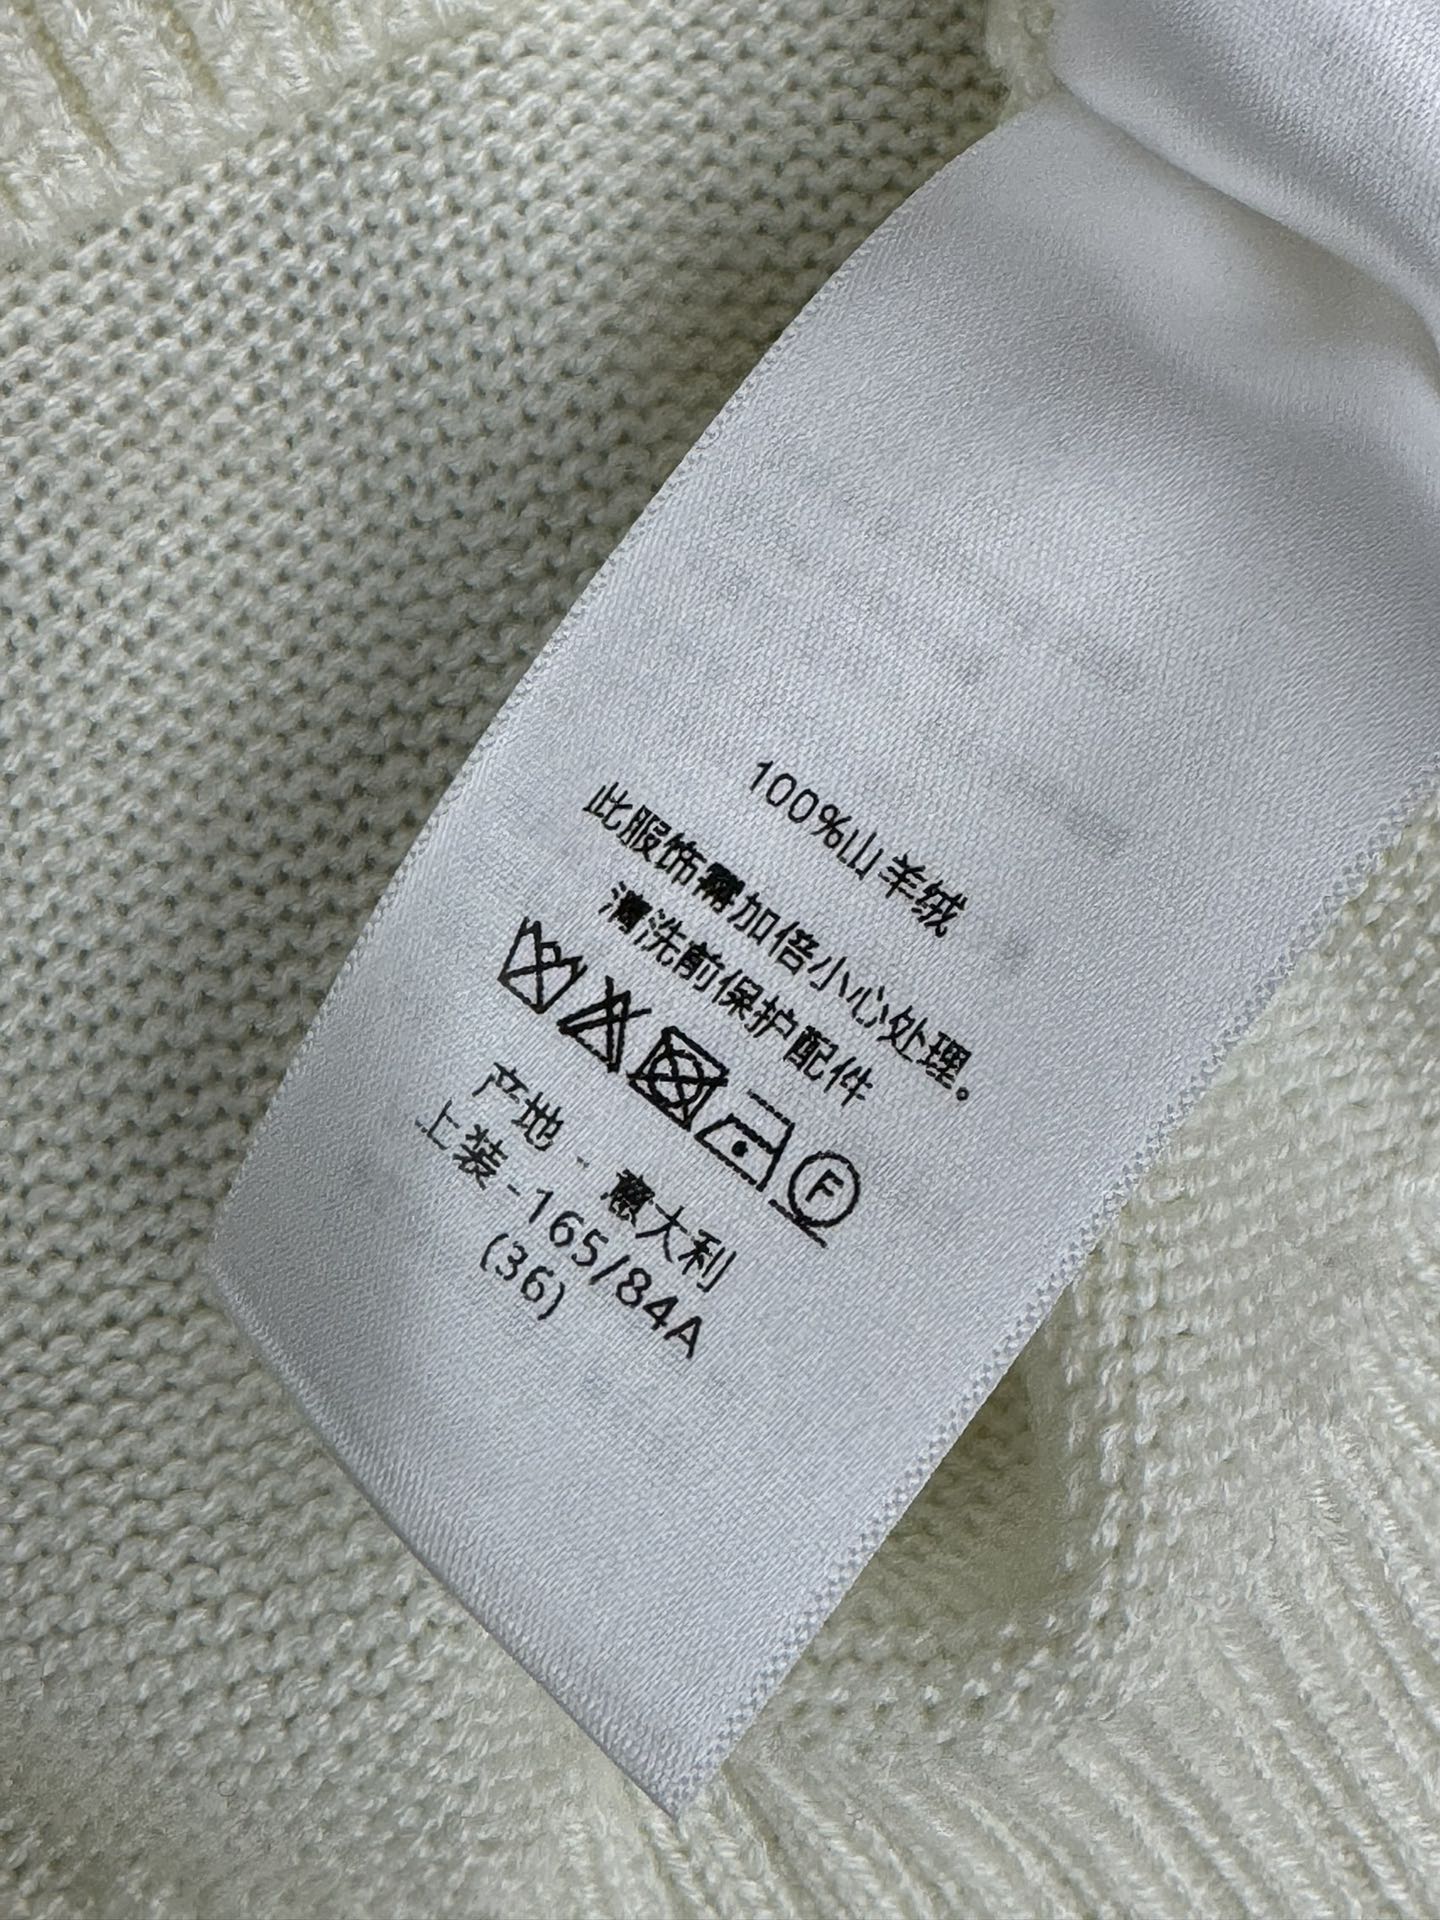 100%山羊绒
此服饰需加倍小心处理。
清洗前保护配件
F
产地 - 意大利
上装-165/84A
(36)